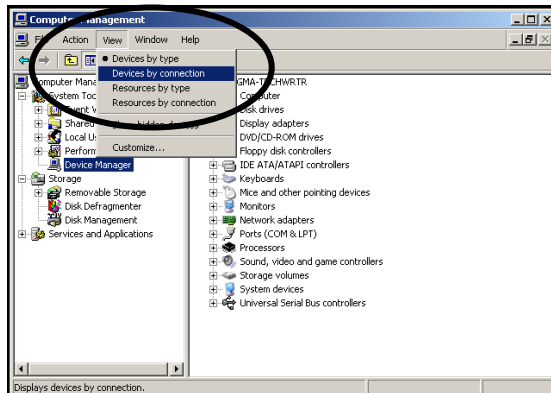 Computer Management
Action View Window Help
Devices by type
Devices by connection
Resources by type
Resources by connection
Customize...
Computer Mana
System Too
Event V
Shared
Local Us
Perform
Device Manager
Storage
Removable Storage
Disk Defragmenter
Disk Management
Services and Applications
GMA-TECHWRTR
Computer
Disk drives
Display adapters
DVD/CD-ROM drives
Floppy disk controllers
IDE ATA/ATAPI controllers
Keyboards
Mice and other pointing devices
Monitors
Network adapters
Ports (COM & LPT)
Processors
Sound, video and game controllers
Storage volumes
System devices
Universal Serial Bus controllers
Displays devices by connection.